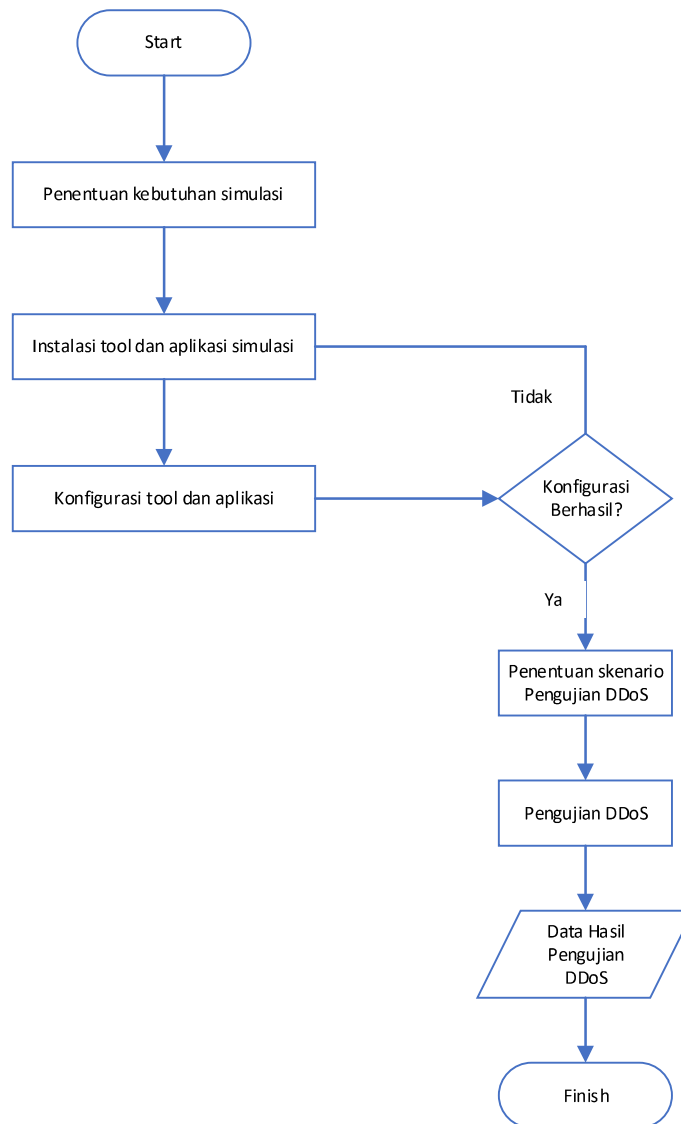 Start
Penentuan kebutuhan simulasi
Instalasi tool dan aplikasi simulasi
Tidak
Konfigurasi tool dan aplikasi
Konfigurasi
Berhasil?
Ya
Penentuan skenario
Pengujian DDoS
Pengujian DDoS
Data Hasil
Pengujian
DDoS
Finish